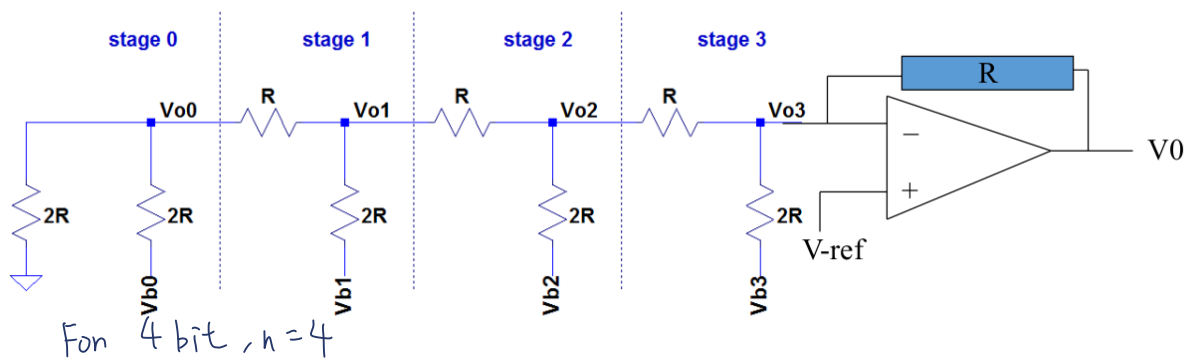 stage 0 stage 1 stage 2 stage 3
R
R R R
Vo0 Vo1 Vo2 Vo3
V0
2R 2R 2R 2R 2R
V-ref
Vb0 Vb1 Vb2 Vb3
Fon 4 bit, n=4